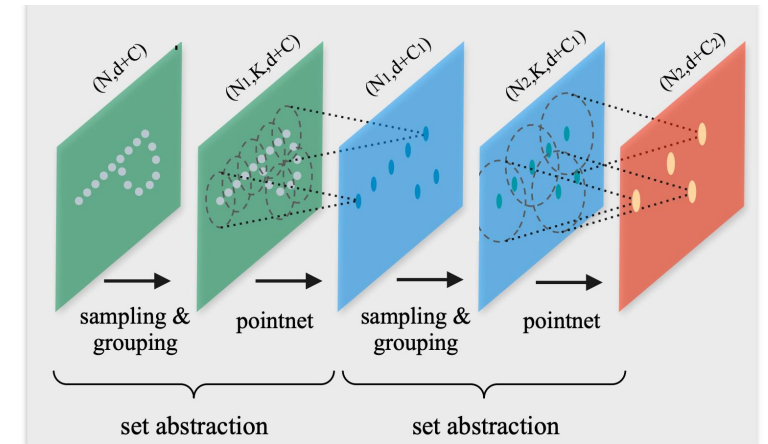 (N,d+C)
(N1,K,d+C)
(N1,d+C1)
(N2,K,d+C1)
(N2,d+C2)
sampling &
grouping
pointnet
sampling &
grouping
pointnet
set abstraction
set abstraction